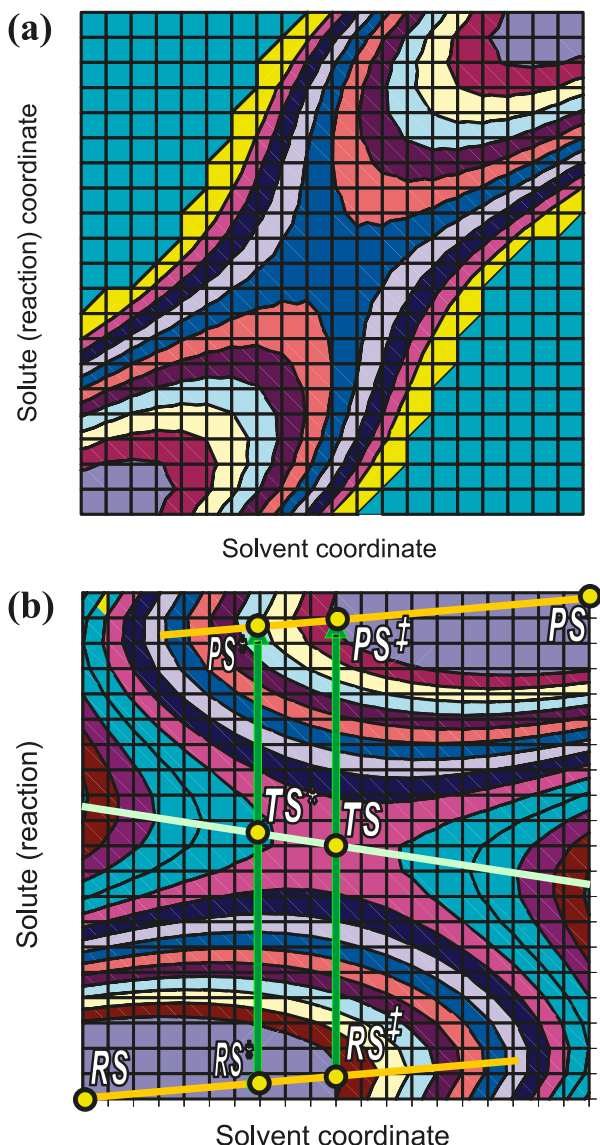 (a)
Solute (reaction) coordinate
Solvent coordinate
(b)
PS
PS*
PS‡
TS*
TS
Solute (reaction)
RS
RS*
RS‡
Solvent coordinate